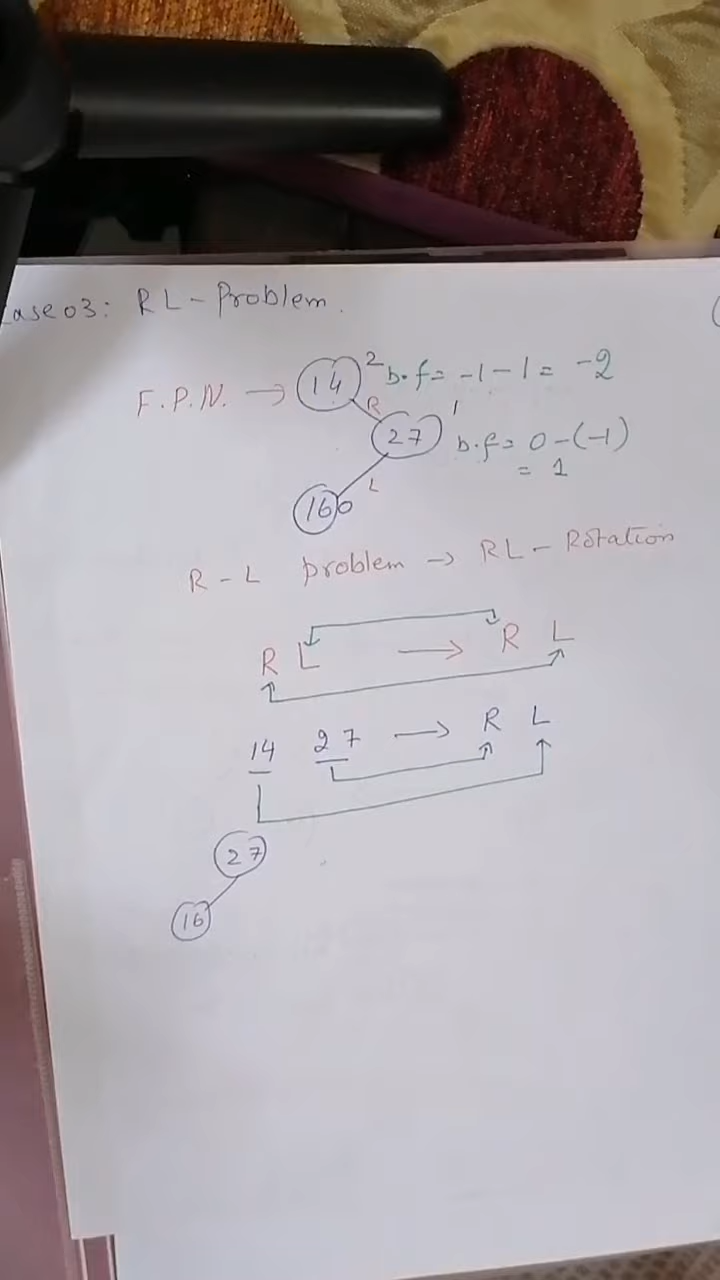 Case 03: RL-Problem.
F.P.N. → 14 2 b.f = -1-1 = -2
R
27 1 b.f = 0-(-1)
= 1
L
16 0
R-L problem → RL-Rotation
R L → R L
14 27 → R L
27
16